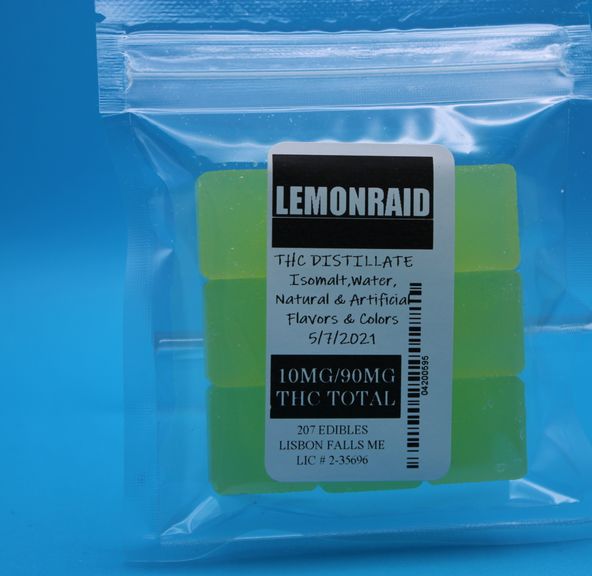 LEMONRAID
THC DISTILLATE
Isomalt,Water,
Natural & Artificial
Flavors & Colors
5/7/2021
10MG/90MG
THC TOTAL
207 EDIBLES
LISBON FALLS ME
LIC # 2-35696
04200595